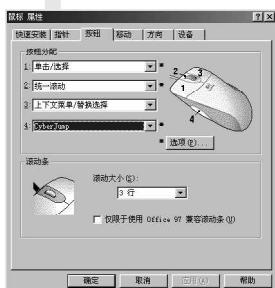 鼠标 属性
快速安装 指针 按钮 移动 方向 设备
按钮分配
1: 单击/选择
2: 统一滚动
3: 上下文菜单/替换选择
4: CyberJump
2
3
1
4
选项(P)...
滚动条
滚动大小(S):
3 行
仅限于使用 Office 97 兼容滚动条(U)
确定 取消 应用(A) 帮助